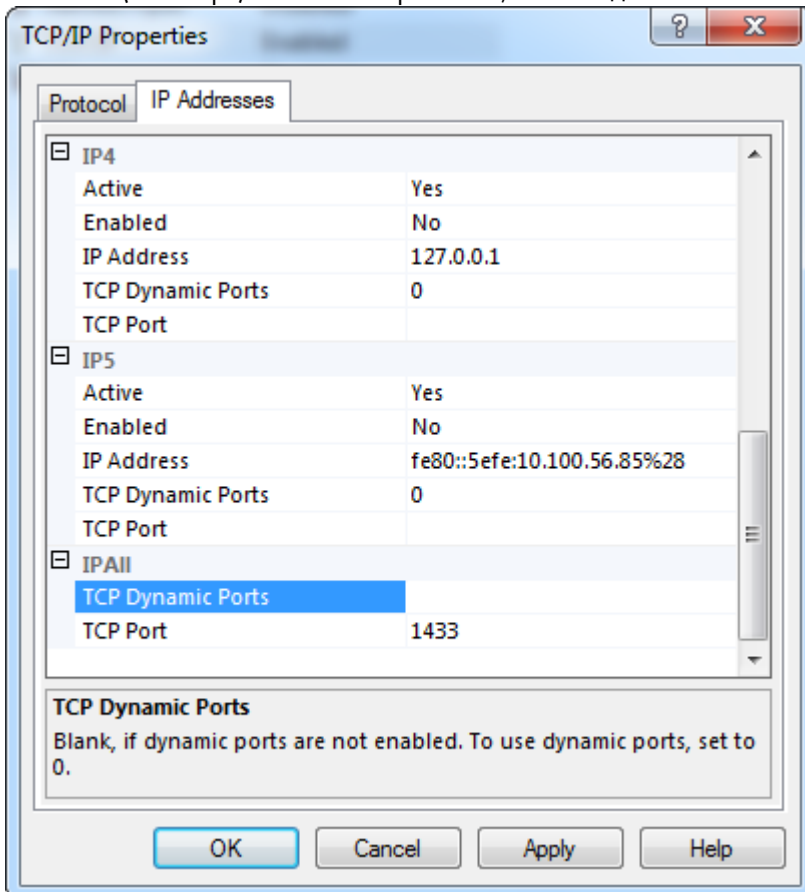 TCP/IP Properties
Protocol IP Addresses
IP4
Active Yes
Enabled No
IP Address 127.0.0.1
TCP Dynamic Ports 0
TCP Port
IP5
Active Yes
Enabled No
IP Address fe80::5efe:10.100.56.85%28
TCP Dynamic Ports 0
TCP Port
IPAll
TCP Dynamic Ports
TCP Port 1433
TCP Dynamic Ports
Blank, if dynamic ports are not enabled. To use dynamic ports, set to
0.
OK Cancel Apply Help